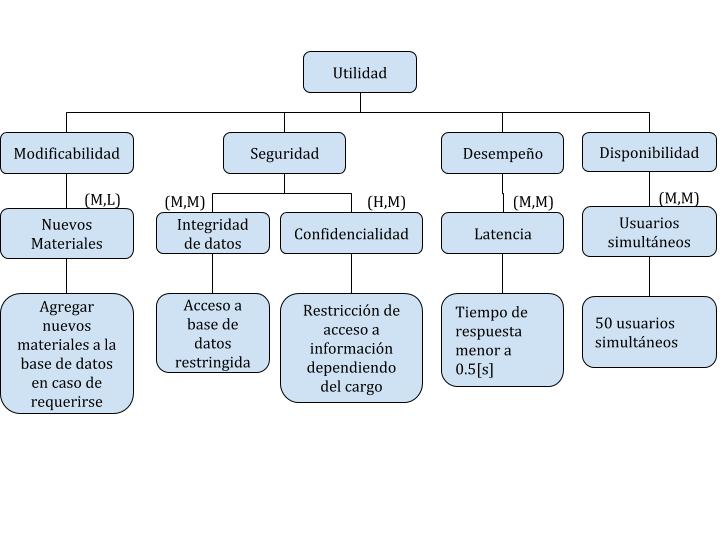 Utilidad
Modificabilidad
Seguridad
Desempeño
Disponibilidad
(M,L)
(M,M)
(H,M)
(M,M)
(M,M)
Nuevos
Materiales
Integridad
de datos
Confidencialidad
Latencia
Usuarios
simultáneos
Agregar
nuevos
materiales a la
base de datos
en caso de
requerirse
Acceso a
base de
datos
restringida
Restricción de
acceso a
información
dependiendo
del cargo
Tiempo de
respuesta
menor a
0.5[s]
50 usuarios
simultáneos